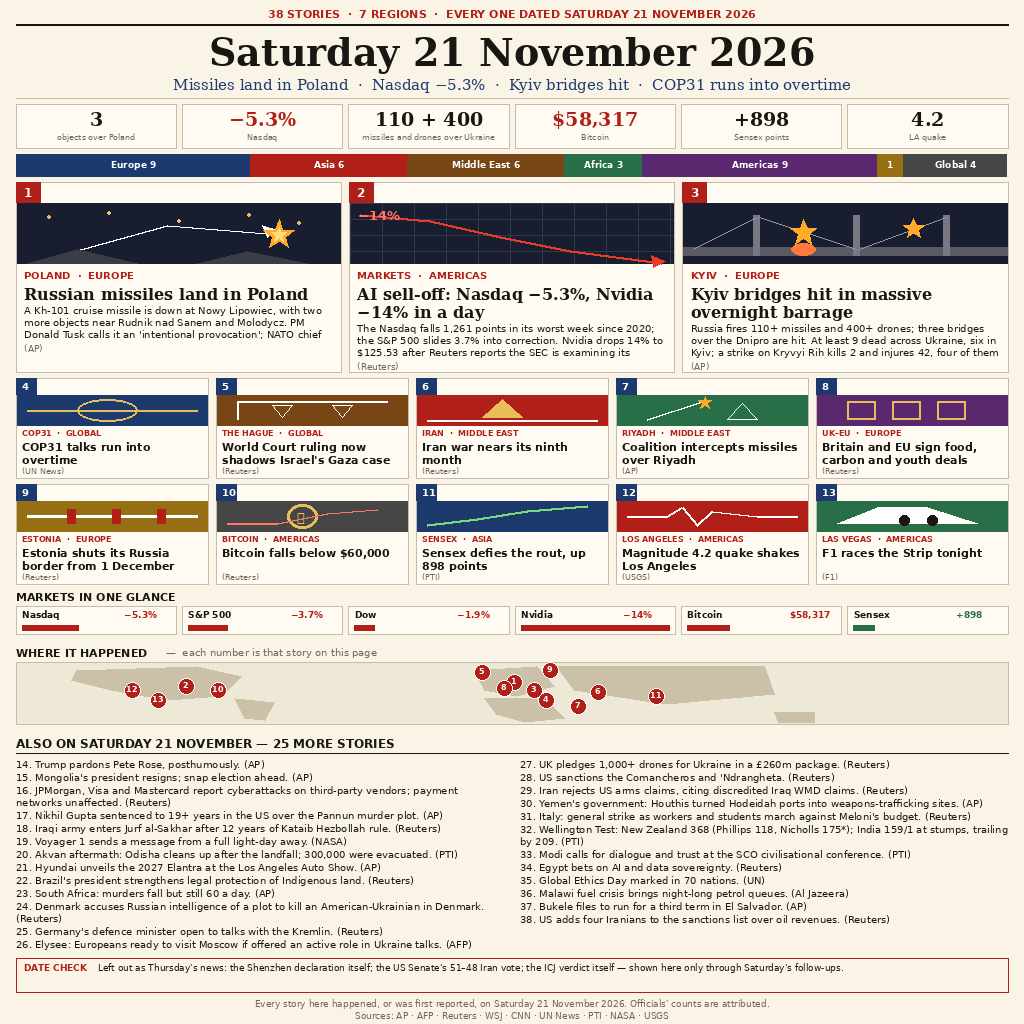 38 STORIES · 7 REGIONS · EVERY ONE DATED SATURDAY 21 NOVEMBER 2026
Saturday 21 November 2026
Missiles land in Poland · Nasdaq −5.3% · Kyiv bridges hit · COP31 runs into overtime
3
objects over Poland
−5.3%
Nasdaq
110 + 400
missiles and drones over Ukraine
$58,317
Bitcoin
+898
Sensex points
4.2
LA quake
Europe 9
Asia 6
Middle East 6
Africa 3
Americas 9
1
Global 4
1
POLAND · EUROPE
Russian missiles land in Poland
A Kh-101 cruise missile is down at Nowy Lipowiec, with two
more objects near Rudnik nad Sanem and Molodycz. PM
Donald Tusk calls it an 'intentional provocation'; NATO chief
(AP)
2
−14%
MARKETS · AMERICAS
AI sell-off: Nasdaq −5.3%, Nvidia
−14% in a day
The Nasdaq falls 1,261 points in its worst week since 2020;
the S&P 500 slides 3.7% into correction. Nvidia drops 14% to
$125.53 after Reuters reports the SEC is examining its
(Reuters)
3
KYIV · EUROPE
Kyiv bridges hit in massive
overnight barrage
Russia fires 110+ missiles and 400+ drones; three bridges
over the Dnipro are hit. At least 9 dead across Ukraine, six in
Kyiv; a strike on Kryvyi Rih kills 2 and injures 42, four of them
(AP)
4
COP31 · GLOBAL
COP31 talks run into
overtime
(UN News)
5
THE HAGUE · GLOBAL
World Court ruling now
shadows Israel's Gaza case
(Reuters)
6
IRAN · MIDDLE EAST
Iran war nears its ninth
month
(Reuters)
7
RIYADH · MIDDLE EAST
Coalition intercepts missiles
over Riyadh
(AP)
8
UK–EU · EUROPE
Britain and EU sign food,
carbon and youth deals
(Reuters)
9
ESTONIA · EUROPE
Estonia shuts its Russia
border from 1 December
(Reuters)
10
BITCOIN · AMERICAS
Bitcoin falls below $60,000
(Reuters)
11
SENSEX · ASIA
Sensex defies the rout, up
898 points
(PTI)
12
LOS ANGELES · AMERICAS
Magnitude 4.2 quake shakes
Los Angeles
(USGS)
13
LAS VEGAS · AMERICAS
F1 races the Strip tonight
(F1)
MARKETS IN ONE GLANCE
Nasdaq −5.3%
S&P 500 −3.7%
Dow −1.9%
Nvidia −14%
Bitcoin $58,317
Sensex +898
WHERE IT HAPPENED — each number is that story on this page
12
13
2
10
5
8
1
9
3
4
7
6
11
ALSO ON SATURDAY 21 NOVEMBER — 25 MORE STORIES
14. Trump pardons Pete Rose, posthumously. (AP)
15. Mongolia's president resigns; snap election ahead. (AP)
16. JPMorgan, Visa and Mastercard report cyberattacks on third-party vendors; payment
networks unaffected. (Reuters)
17. Nikhil Gupta sentenced to 19+ years in the US over the Pannun murder plot. (AP)
18. Iraqi army enters Jurf al-Sakhar after 12 years of Kataib Hezbollah rule. (Reuters)
19. Voyager 1 sends a message from a full light-day away. (NASA)
20. Akvan aftermath: Odisha cleans up after the landfall; 300,000 were evacuated. (PTI)
21. Hyundai unveils the 2027 Elantra at the Los Angeles Auto Show. (AP)
22. Brazil's president strengthens legal protection of Indigenous land. (Reuters)
23. South Africa: murders fall but still 60 a day. (AP)
24. Denmark accuses Russian intelligence of a plot to kill an American-Ukrainian in Denmark.
(Reuters)
25. Germany's defence minister open to talks with the Kremlin. (Reuters)
26. Elysee: Europeans ready to visit Moscow if offered an active role in Ukraine talks. (AFP)
27. UK pledges 1,000+ drones for Ukraine in a £260m package. (Reuters)
28. US sanctions the Comancheros and 'Ndrangheta. (Reuters)
29. Iran rejects US arms claims, citing discredited Iraq WMD claims. (Reuters)
30. Yemen's government: Houthis turned Hodeidah ports into weapons-trafficking sites. (AP)
31. Italy: general strike as workers and students march against Meloni's budget. (Reuters)
32. Wellington Test: New Zealand 368 (Phillips 118, Nicholls 175*); India 159/1 at stumps, trailing
by 209. (PTI)
33. Modi calls for dialogue and trust at the SCO civilisational conference. (PTI)
34. Egypt bets on AI and data sovereignty. (Reuters)
35. Global Ethics Day marked in 70 nations. (UN)
36. Malawi fuel crisis brings night-long petrol queues. (Al Jazeera)
37. Bukele files to run for a third term in El Salvador. (AP)
38. US adds four Iranians to the sanctions list over oil revenues. (Reuters)
DATE CHECK Left out as Thursday's news: the Shenzhen declaration itself; the US Senate's 51–48 Iran vote; the ICJ verdict itself — shown here only through Saturday's follow-ups.
Every story here happened, or was first reported, on Saturday 21 November 2026. Officials' counts are attributed.
Sources: AP · AFP · Reuters · WSJ · CNN · UN News · PTI · NASA · USGS